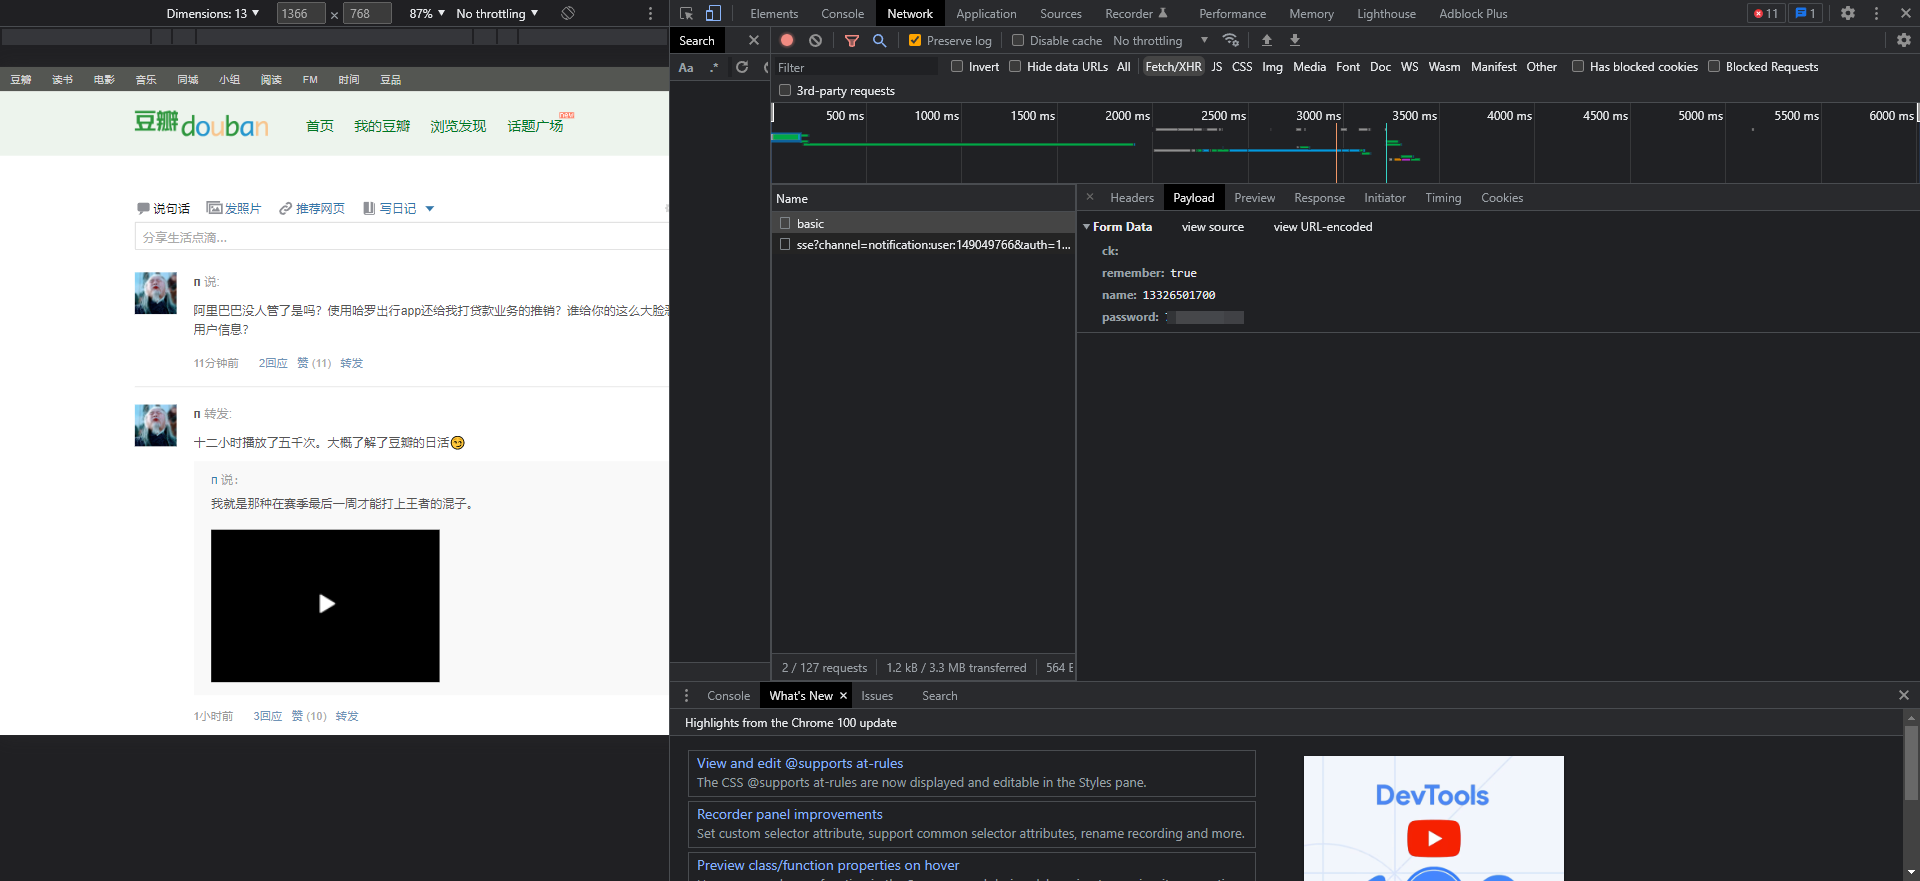 Dimensions: 13 ▼ 1366 × 768 87% ▼ No throttling ▼
豆瓣 读书 电影 音乐 同城 小组 阅读 FM 时间 豆品
豆瓣douban 首页 我的豆瓣 浏览发现 话题广场 new
说句话 发照片 推荐网页 写日记
分享生活点滴...
n 说:
阿里巴巴没人管了是吗？使用哈罗出行app还给我打贷款业务的推销？谁给你的这么大脸
用户信息？
11分钟前 2回应 赞 (11) 转发
n 转发:
十二小时播放了五千次。大概了解了豆瓣的日活😏
n 说：
我就是那种在赛季最后一周才能打上王者的混子。
1小时前 3回应 赞 (10) 转发
Elements Console Network Application Sources Recorder Performance Memory Lighthouse Adblock Plus 11 1
Search × Preserve log Disable cache No throttling ▼
Aa .* Filter Invert Hide data URLs All Fetch/XHR JS CSS Img Media Font Doc WS Wasm Manifest Other Has blocked cookies Blocked Requests
3rd-party requests
500 ms 1000 ms 1500 ms 2000 ms 2500 ms 3000 ms 3500 ms 4000 ms 4500 ms 5000 ms 5500 ms 6000 ms
Name
basic
sse?channel=notification:user:149049766&auth=1...
2 / 127 requests 1.2 kB / 3.3 MB transferred 564 B
× Headers Payload Preview Response Initiator Timing Cookies
▼ Form Data view source view URL-encoded
ck:
remember: true
name: 13326501700
password:
Console What's New × Issues Search
Highlights from the Chrome 100 update
View and edit @supports at-rules
The CSS @supports at-rules are now displayed and editable in the Styles pane.
Recorder panel improvements
Set custom selector attribute, support common selector attributes, rename recording and more.
Preview class/function properties on hover
DevTools